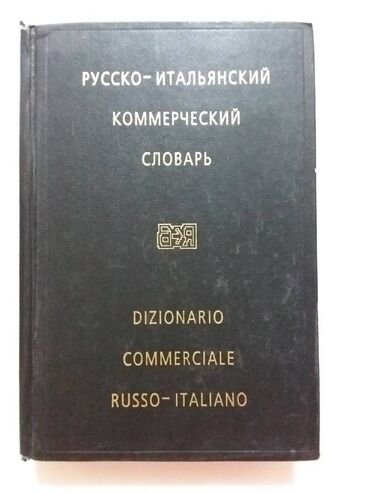 РУССКО-ИТАЛЬЯНСКИЙ
КОММЕРЧЕСКИЙ
СЛОВАРЬ
DIZIONARIO
COMMERCIALE
RUSSO-ITALIANO